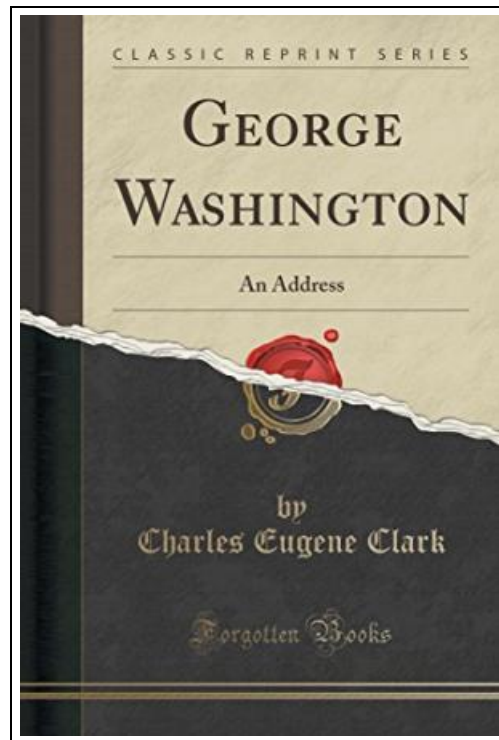 CLASSIC REPRINT SERIES
GEORGE
WASHINGTON
An Address
by
Charles Eugene Clark
Forgotten Books